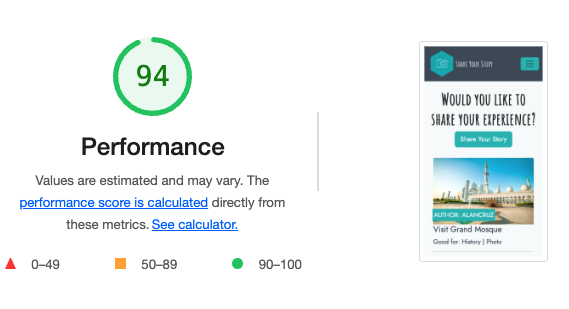 94
Performance
Values are estimated and may vary. The
performance score is calculated directly from
these metrics. See calculator.
0–49
50–89
90–100
Share Your Story
Would you like to
share your experience?
Share Your Story
AUTHOR: ALANCRUZ
Visit Grand Mosque
Good for: History | Photo